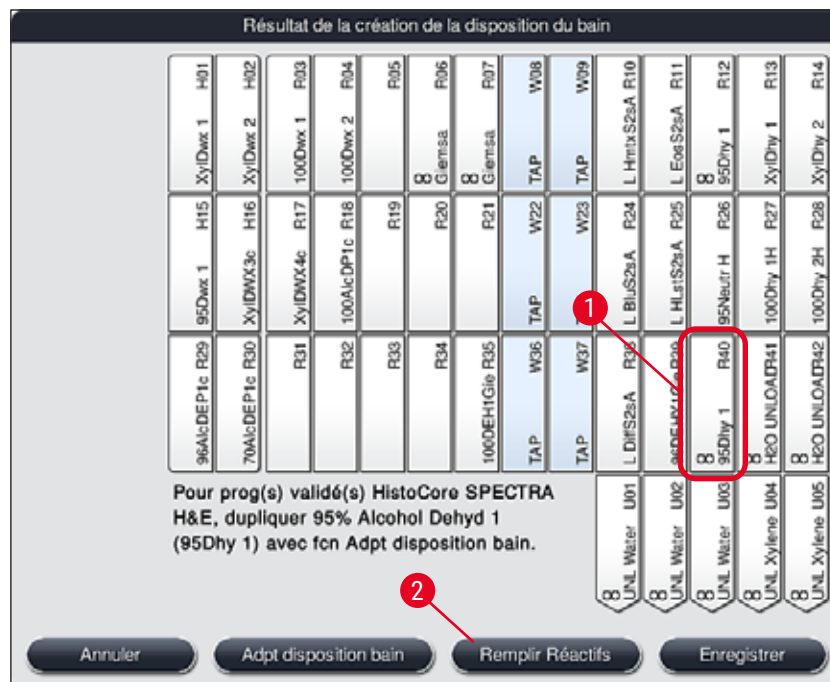 Résultat de la création de la disposition du bain
XylDwx 1 H01
XylDwx 2 H02
100Dwx 1 R03
100Dwx 2 R04
R05
∞ Giemsa R06
∞ Giemsa R07
TAP W08
TAP W09
L HmtxS2sA R10
L EosS2sA R11
∞ 95Dhy 1 R12
XylDhy 1 R13
XylDhy 2 R14
95Dwx 1 H15
XylDWX3c H16
XylDWX4c R17
100AlcDP1c R18
R19
R20
R21
TAP W22
W23
L BluS2sA R24
L HLstS2sA R25
95Neutr H R26
100Dhy 1H R27
100Dhy 2H R28
96AlcDEP1c R29
70AlcDEP1c R30
R31
R32
R33
R34
100DEH1Gie R35
TAP W36
TAP W37
L DiffS2sA R38
R39
∞ 95Dhy 1 R40
∞ H2O UNLOAD R41
∞ H2O UNLOAD R42
∞ UNL Water U01
∞ UNL Water U02
∞ UNL Water U03
∞ UNL Xylene U04
∞ UNL Xylene U05
1
Pour prog(s) validé(s) HistoCore SPECTRA
H&E, dupliquer 95% Alcohol Dehyd 1
(95Dhy 1) avec fcn Adpt disposition bain.
2
Annuler
Adpt disposition bain
Remplir Réactifs
Enregistrer